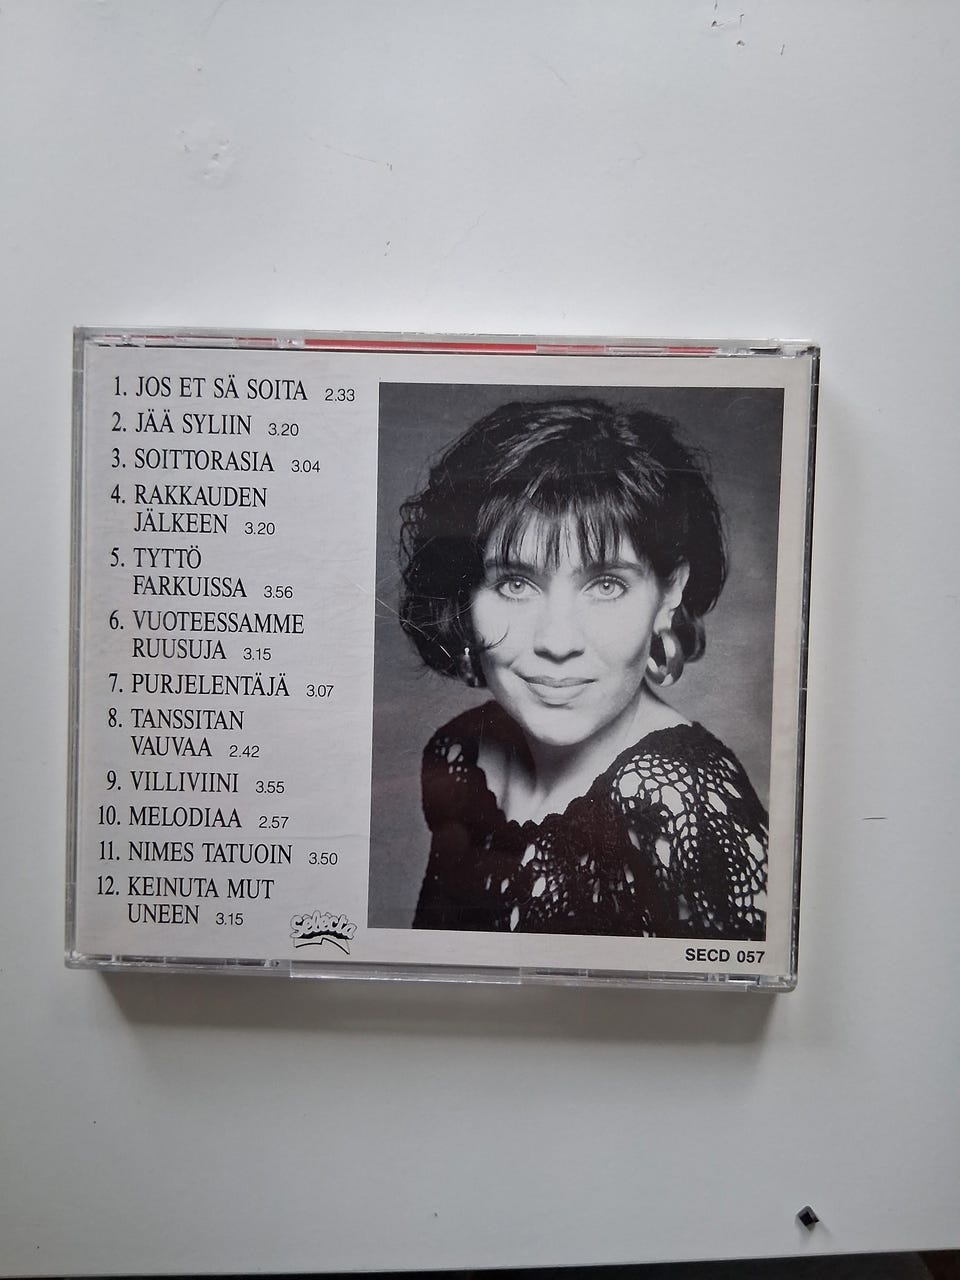 1. JOS ET SÄ SOITA 2.33
2. JÄÄ SYLIIN 3.20
3. SOITTORASIA 3.04
4. RAKKAUDEN
JÄLKEEN 3.20
5. TYTTÖ
FARKUISSA 3.56
6. VUOTEESSAMME
RUUSUJA 3.15
7. PURJELENTÄJÄ 3.07
8. TANSSITAN
VAUVAA 2.42
9. VILLIVIINI 3.55
10. MELODIAA 2.57
11. NIMES TATUOIN 3.50
12. KEINUTA MUT
UNEEN 3.15
Selecta
SECD 057